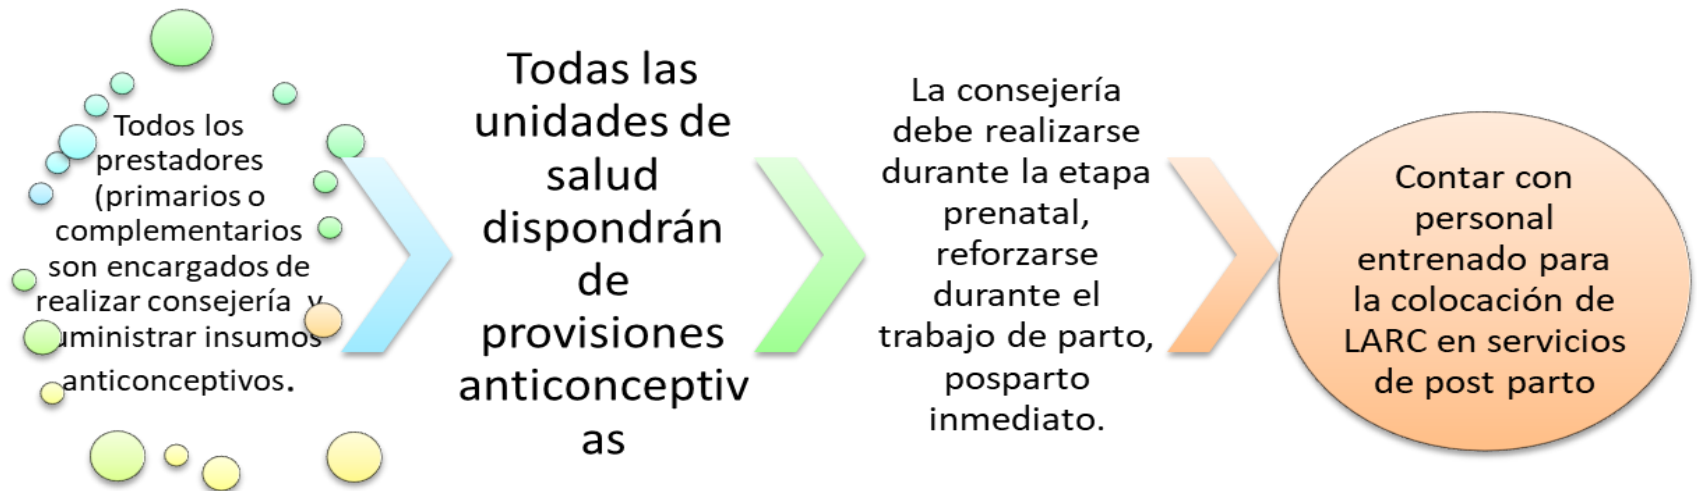 Todos los
prestadores
(primarios o
complementarios
son encargados de
realizar consejería y
uministrar insumos
anticonceptivos.
Todas las
unidades de
salud
dispondrán
de
provisiones
anticonceptiv
as
La consejería
debe realizarse
durante la etapa
prenatal,
reforzarse
durante el
trabajo de parto,
posparto
inmediato.
Contar con
personal
entrenado para
la colocación de
LARC en servicios
de post parto